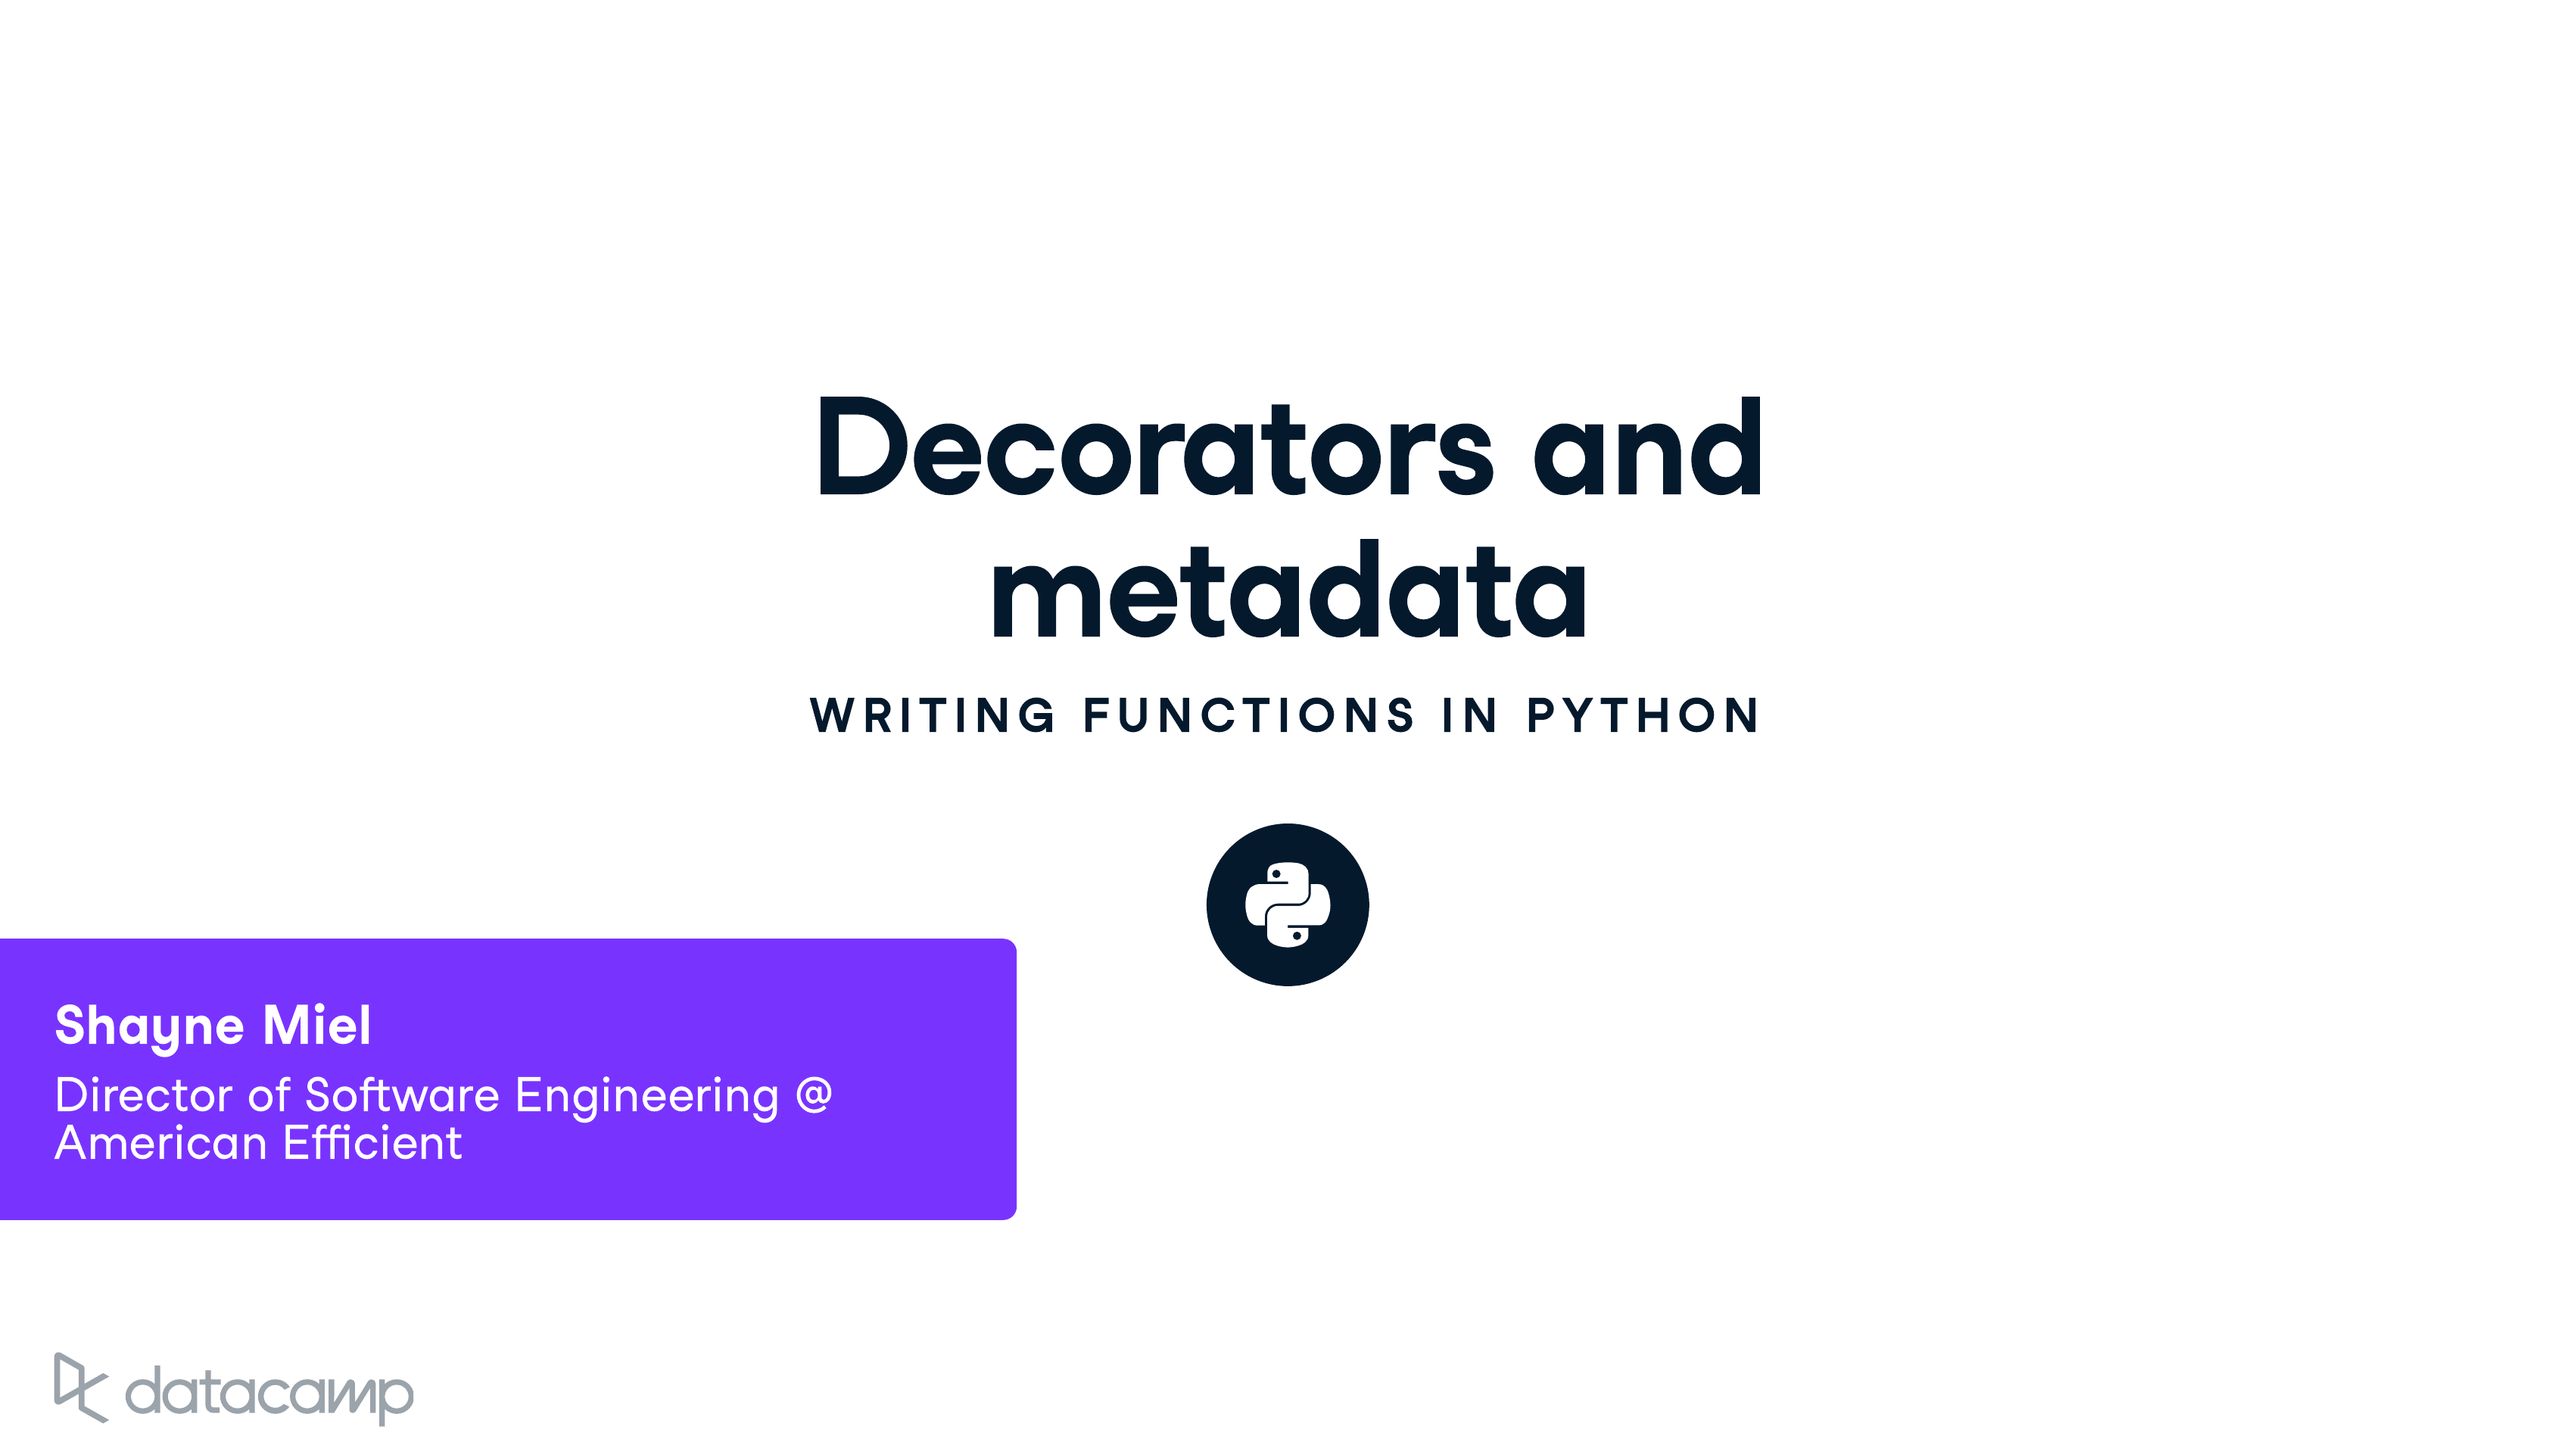 Decorators and
metadata
WRITING FUNCTIONS IN PYTHON
Shayne Miel
Director of Software Engineering @
American Efficient
datacamp